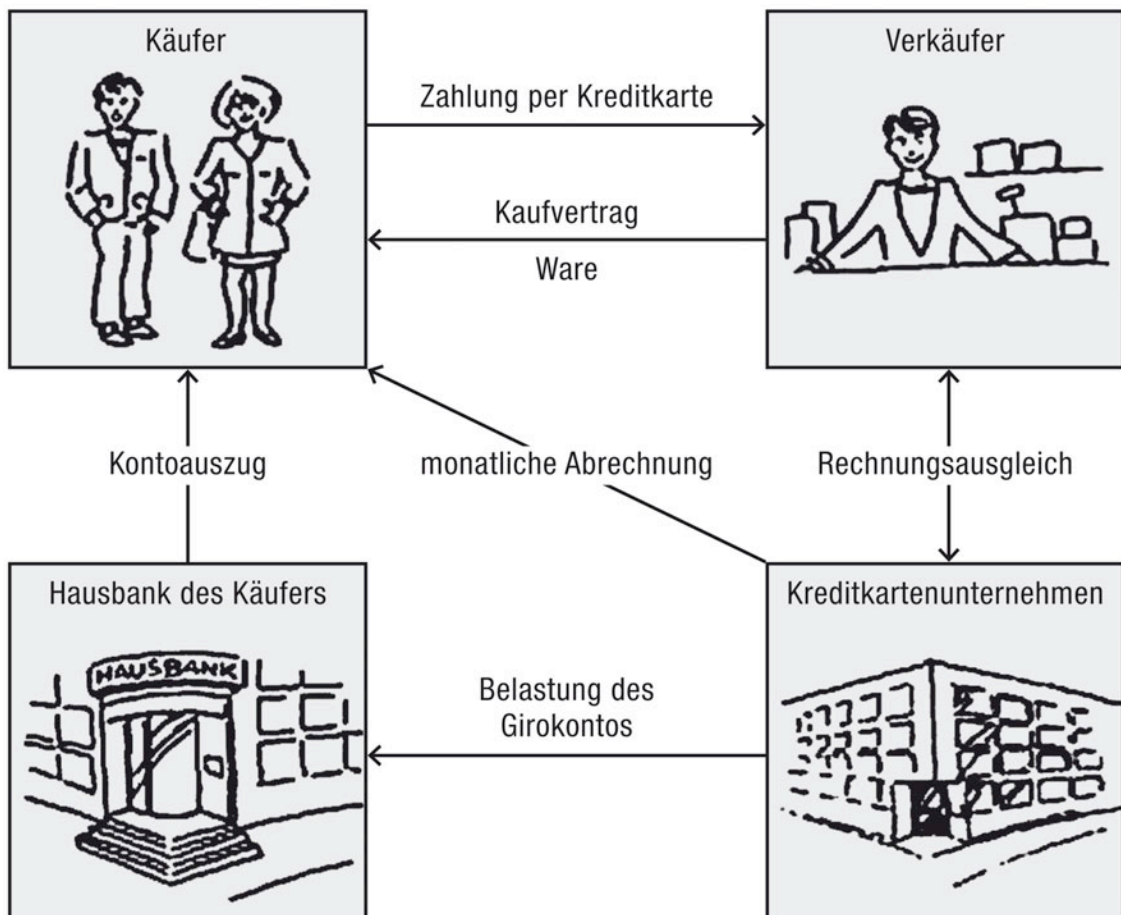 Käufer
Verkäufer
Zahlung per Kreditkarte
Kaufvertrag
Ware
Kontoauszug
monatliche Abrechnung
Rechnungsausgleich
Hausbank des Käufers
Kreditkartenunternehmen
HAUSBANK
Belastung des
Girokontos